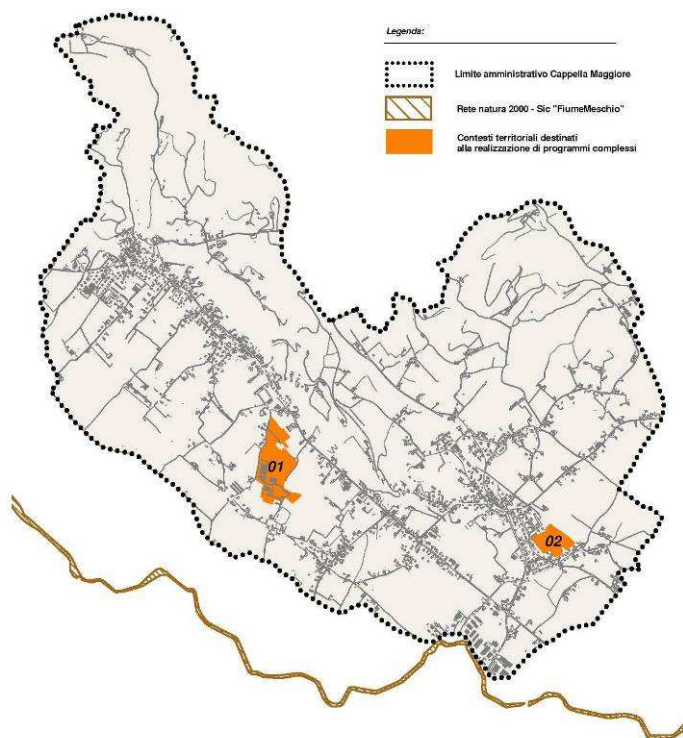 Legenda:
Limite amministrativo Cappella Maggiore
Rete natura 2000 - Sic "FiumeMeschio"
Contesti territoriali destinati
alla realizzazione di programmi complessi
01
02